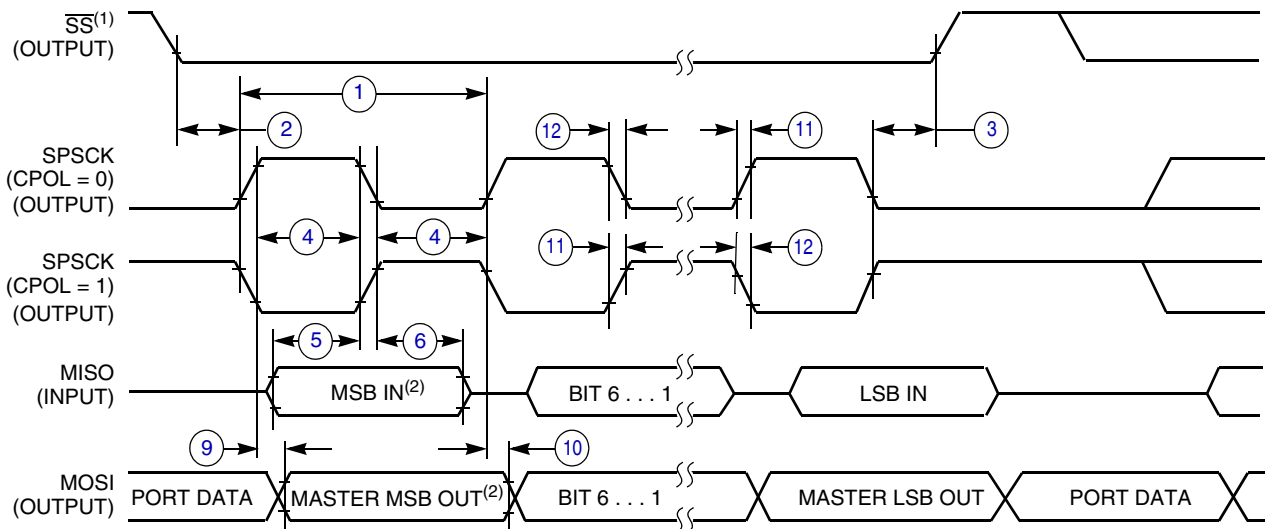 SS(1)
(OUTPUT)
1
2
12
11
3
SPSCK
(CPOL = 0)
(OUTPUT)
4
4
11
12
SPSCK
(CPOL = 1)
(OUTPUT)
5
6
MISO
(INPUT)
MSB IN(2)
BIT 6 . . . 1
LSB IN
9
10
MOSI
(OUTPUT)
PORT DATA
MASTER MSB OUT(2)
BIT 6 . . . 1
MASTER LSB OUT
PORT DATA